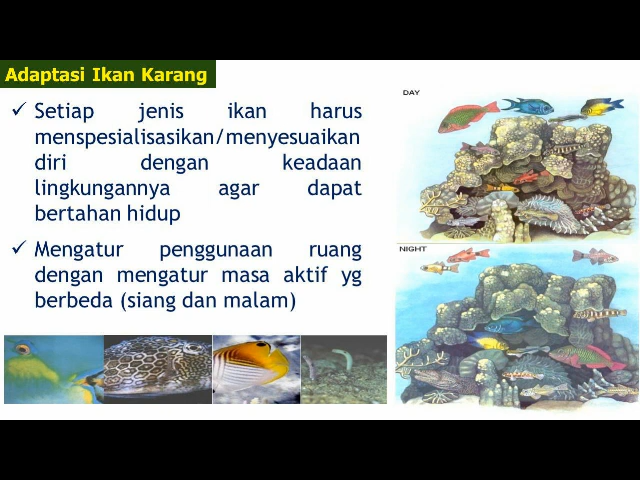 Adaptasi Ikan Karang
✓ Setiap jenis ikan harus
menspesialisasikan/menyesuaikan
diri dengan keadaan
lingkungannya agar dapat
bertahan hidup
✓ Mengatur penggunaan ruang
dengan mengatur masa aktif yg
berbeda (siang dan malam)
DAY
NIGHT